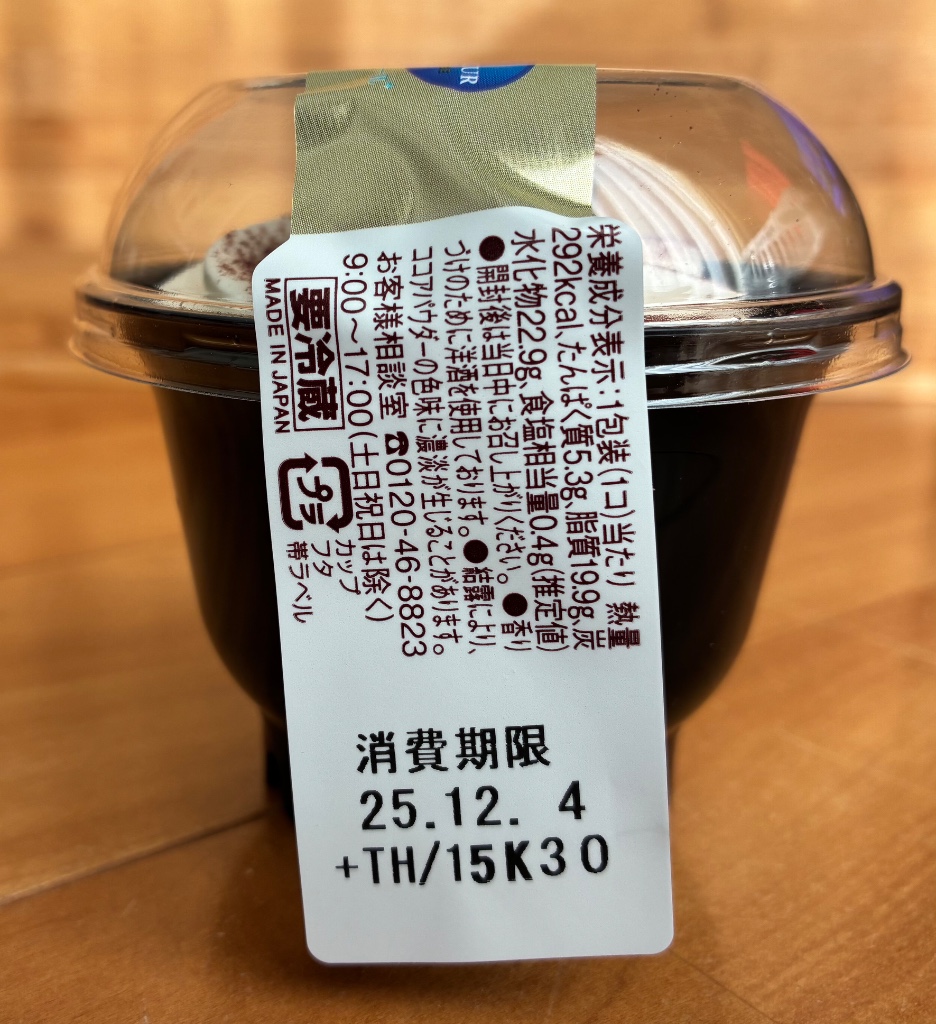 UR
栄養成分表示:1包装(1コ)当たり 熱量
292kcal、たんぱく質5.3g、脂質19.9g、炭
水化物22.9g、食塩相当量0.4g(推定値)
●開封後は当日中にお召し上がりください。●香り
づけのために洋酒を使用しております。●結露により、
ココアパウダーの色味に濃淡が生じることがあります。
お客様相談室 ☎0120-46-8823
9:00～17:00(土日祝日は除く)
要冷蔵
MADE IN JAPAN
プラ
カップ
フタ
帯ラベル
消費期限
25.12. 4
+TH/15K30